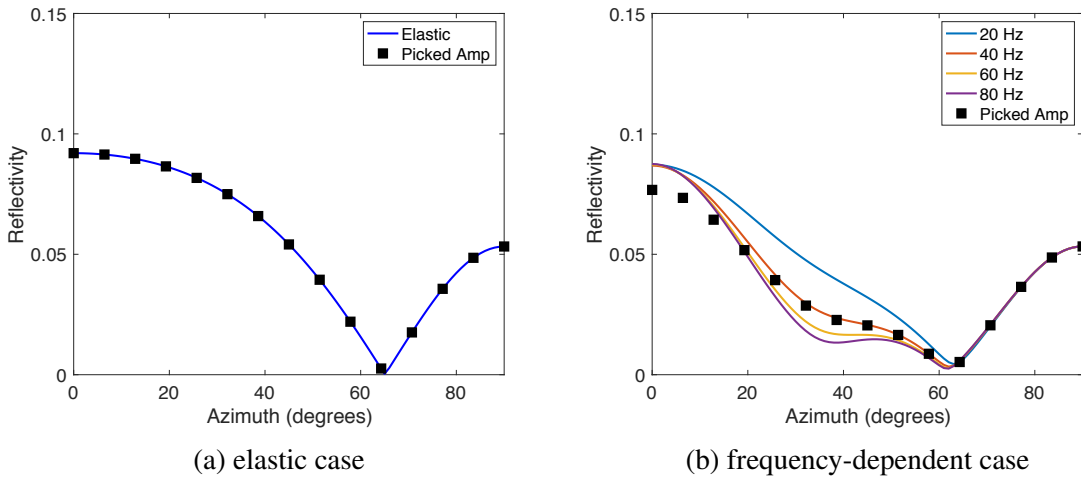 0.15
0.1
0.05
0
Reflectivity
Elastic
Picked Amp
0 20 40 60 80
Azimuth (degrees)
(a) elastic case
0.15
0.1
0.05
0
Reflectivity
20 Hz
40 Hz
60 Hz
80 Hz
Picked Amp
0 20 40 60 80
Azimuth (degrees)
(b) frequency-dependent case